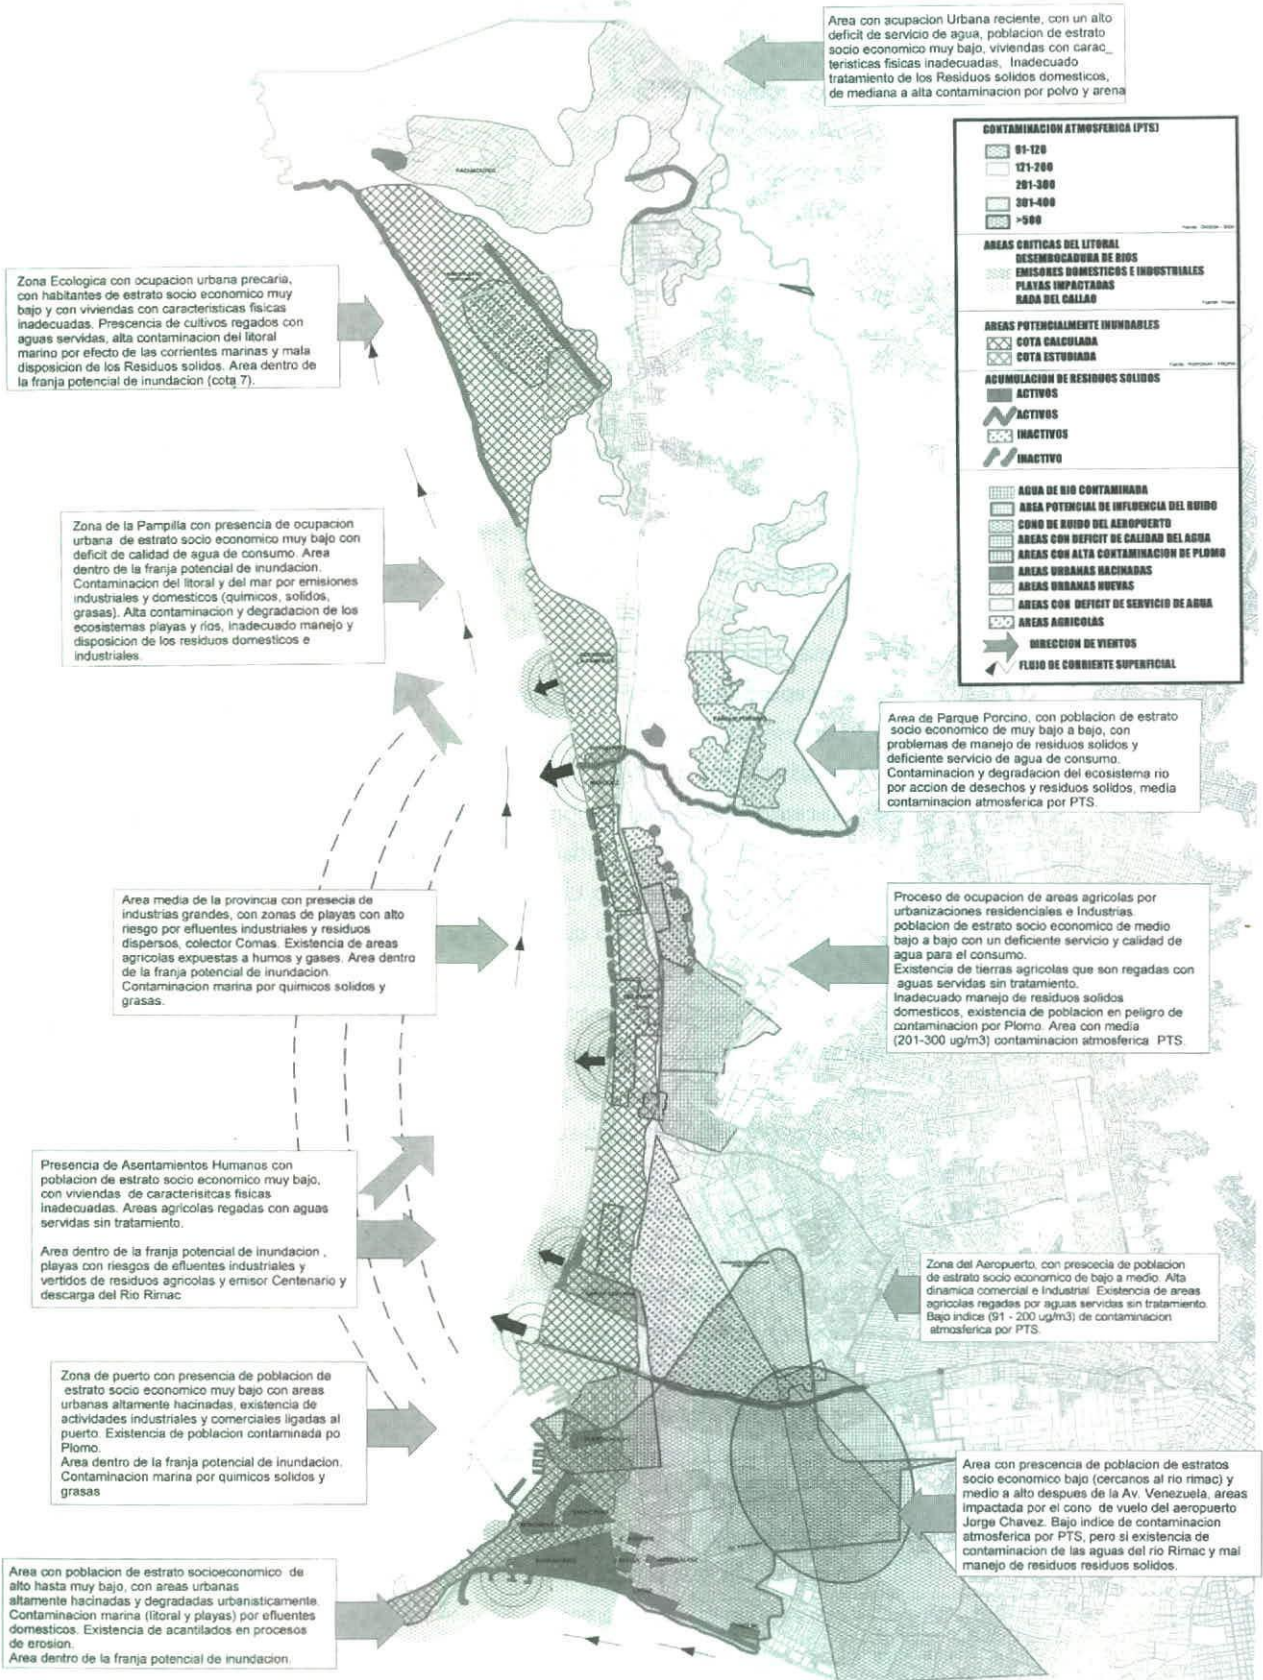 Area con acupacion Urbana reciente, con un alto
deficit de servicio de agua, poblacion de estrato
socio economico muy bajo, viviendas con carac_
teristicas fisicas inadecuadas, Inadecuado
tratamiento de los Residuos solidos domesticos,
de mediana a alta contaminacion por polvo y arena
CONTAMINACION ATMOSFERICA (PTS)
91-120
121-200
201-300
301-400
>500
AREAS CRITICAS DEL LITORAL
DESEMBOCADURA DE RIOS
EMISORES DOMESTICOS E INDUSTRIALES
PLAYAS IMPACTADAS
RADA DEL CALLAO
AREAS POTENCIALMENTE INUNDABLES
COTA CALCULADA
COTA ESTUDIADA
ACUMULACION DE RESIDUOS SOLIDOS
ACTIVOS
ACTIVOS
INACTIVOS
INACTIVO
AGUA DE RIO CONTAMINADA
AREA POTENCIAL DE INFLUENCIA DEL RUIDO
CONO DE RUIDO DEL AEROPUERTO
AREAS CON DEFICIT DE CALIDAD DEL AGUA
AREAS CON ALTA CONTAMINACION DE PLOMO
AREAS URBANAS HACINADAS
AREAS URBANAS NUEVAS
AREAS CON DEFICIT DE SERVICIO DE AGUA
AREAS AGRICOLAS
DIRECCION DE VIENTOS
FLUJO DE CORRIENTE SUPERFICIAL
Zona Ecologica con ocupacion urbana precaria,
con habitantes de estrato socio economico muy
bajo y con viviendas con caracteristicas fisicas
inadecuadas. Prescencia de cultivos regados con
aguas servidas, alta contaminacion del litoral
marino por efecto de las corrientes marinas y mala
disposicion de los Residuos solidos. Area dentro de
la franja potencial de inundacion (cota 7).
Zona de la Pampilla con presencia de ocupacion
urbana de estrato socio economico muy bajo con
deficit de calidad de agua de consumo. Area
dentro de la franja potencial de inundacion.
Contaminacion del litoral y del mar por emisiones
industriales y domesticos (quimicos, solidos,
grasas). Alta contaminacion y degradacion de los
ecosistemas playas y rios, inadecuado manejo y
disposicion de los residuos domesticos e
industriales.
Area de Parque Porcino, con poblacion de estrato
socio economico de muy bajo a bajo, con
problemas de manejo de residuos solidos y
deficiente servicio de agua de consumo.
Contaminacion y degradacion del ecosistema rio
por accion de desechos y residuos solidos, media
contaminacion atmosferica por PTS.
Area media de la provincia con presecia de
industrias grandes, con zonas de playas con alto
riesgo por efluentes industriales y residuos
dispersos, colector Comas. Existencia de areas
agricolas expuestas a humos y gases. Area dentro
de la franja potencial de inundacion.
Contaminacion marina por quimicos solidos y
grasas.
Proceso de ocupacion de areas agricolas por
urbanizaciones residenciales e Industrias.
poblacion de estrato socio economico de medio
bajo a bajo con un deficiente servicio y calidad de
agua para el consumo.
Existencia de tierras agricolas que son regadas con
aguas servidas sin tratamiento.
Inadecuado manejo de residuos solidos
domesticos, existencia de poblacion en peligro de
contaminacion por Plomo. Area con media
(201-300 ug/m3) contaminacion atmosferica PTS.
Presencia de Asentamientos Humanos con
poblacion de estrato socio economico muy bajo,
con viviendas de caracterisitcas fisicas
inadecuadas. Areas agricolas regadas con aguas
servidas sin tratamiento.
Area dentro de la franja potencial de inundacion ,
playas con riesgos de efluentes industriales y
vertidos de residuos agricolas y emisor Centenario y
descarga del Rio Rimac
Zona del Aeropuerto, con prescecia de poblacion
de estrato socio economico de bajo a medio. Alta
dinamica comercial e Industrial Existencia de areas
agricolas regadas por aguas servidas sin tratamiento.
Bajo indice (91 - 200 ug/m3) de contaminacion
atmosferica por PTS.
Zona de puerto con presencia de poblacion de
estrato socio economico muy bajo con areas
urbanas altamente hacinadas, existencia de
actividades industriales y comerciales ligadas al
puerto. Existencia de poblacion contaminada po
Plomo.
Area dentro de la franja potencial de inundacion.
Contaminacion marina por quimicos solidos y
grasas
Area con prescencia de poblacion de estratos
socio economico bajo (cercanos al rio rimac) y
medio a alto despues de la Av. Venezuela, areas
impactada por el cono de vuelo del aeropuerto
Jorge Chavez. Bajo indice de contaminacion
atmosferica por PTS, pero si existencia de
contaminacion de las aguas del rio Rimac y mal
manejo de residuos residuos solidos.
Area con poblacion de estrato socioeconomico de
alto hasta muy bajo, con areas urbanas
altamente hacinadas y degradadas urbanisticamente.
Contaminacion marina (litoral y playas) por efluentes
domesticos. Existencia de acantilados en procesos
de erosion.
Area dentro de la franja potencial de inundacion.